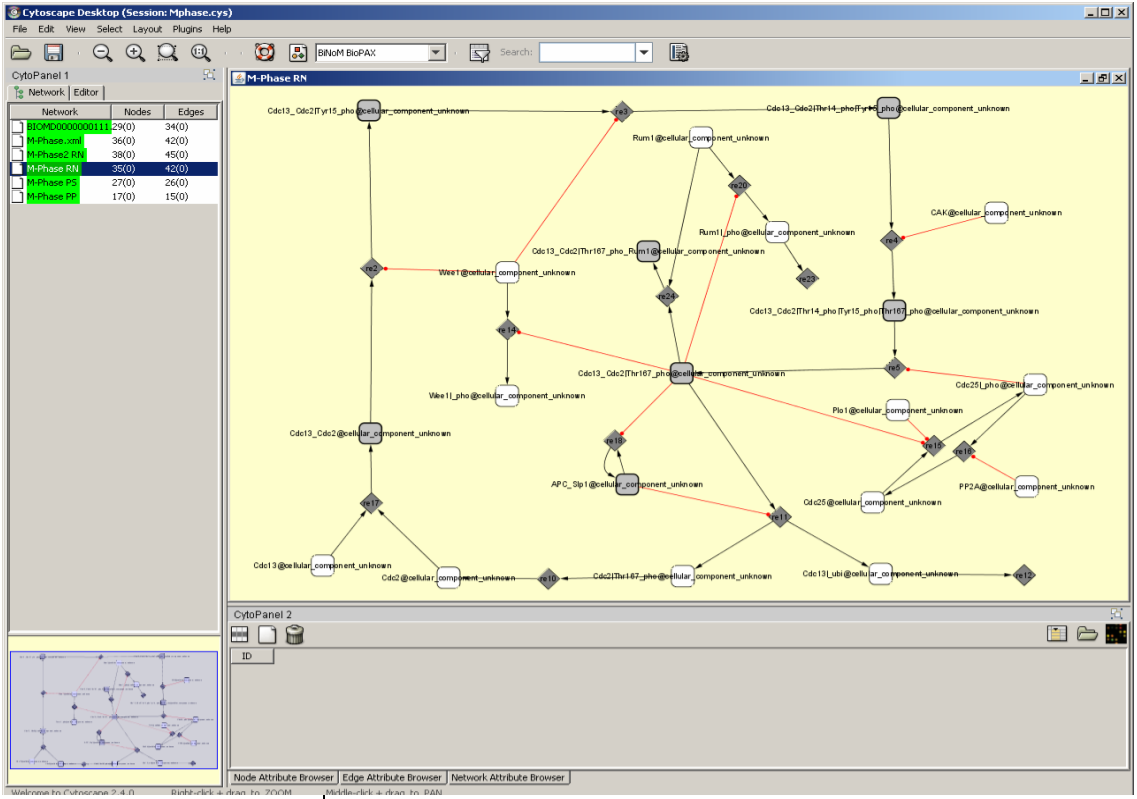 Cytoscape Desktop (Session: Mphase.cys)
File Edit View Select Layout Plugins Help
BiNoM BioPAX Search:
CytoPanel 1
Network Editor
Network Nodes Edges
BIOMD0000000111. 29(0) 34(0)
M-Phase.xml 36(0) 42(0)
M-Phase2 RN 38(0) 45(0)
M-Phase RN 35(0) 42(0)
M-Phase PS 27(0) 26(0)
M-Phase PP 17(0) 15(0)
M-Phase RN
Cdc13_Cdc2|Tyr15_pho@cellular_component_unknown
re3
Cdc13_Cdc2|Thr14_pho|Tyr15_pho@cellular_component_unknown
Rum1@cellular_component_unknown
re20
CAK@cellular_component_unknown
Rum1|_pho@cellular_component_unknown
re4
Cdc13_Cdc2|Thr167_pho_Rum1@cellular_component_unknown
re2
Wee1@cellular_component_unknown
re23
re24
Cdc13_Cdc2|Thr14_pho|Tyr15_pho|Thr167_pho@cellular_component_unknown
re14
re5
Cdc13_Cdc2|Thr167_pho@cellular_component_unknown
Cdc25|_pho@cellular_component_unknown
Wee1|_pho@cellular_component_unknown
Plo1@cellular_component_unknown
Cdc13_Cdc2@cellular_component_unknown
re18
re15
re16
APC_Slp1@cellular_component_unknown
PP2A@cellular_component_unknown
re17
Cdc25@cellular_component_unknown
re11
Cdc13@cellular_component_unknown
Cdc2@cellular_component_unknown
re10
Cdc2|Thr167_pho@cellular_component_unknown
Cdc13|_ubi@cellular_component_unknown
re12
CytoPanel 2
ID
Node Attribute Browser Edge Attribute Browser Network Attribute Browser
Welcome to Cytoscape 2.4.0 Right-click + drag to ZOOM Middle-click + drag to PAN